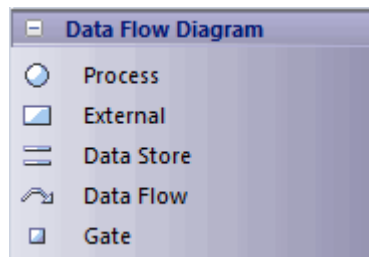 Data Flow Diagram
Process
External
Data Store
Data Flow
Gate